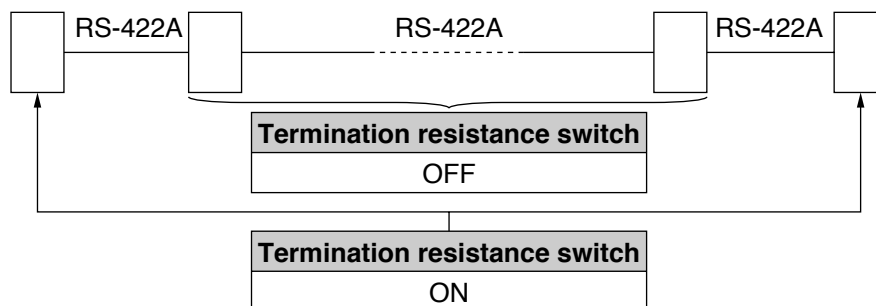 RS-422A RS-422A RS-422A
Termination resistance switch
OFF
Termination resistance switch
ON